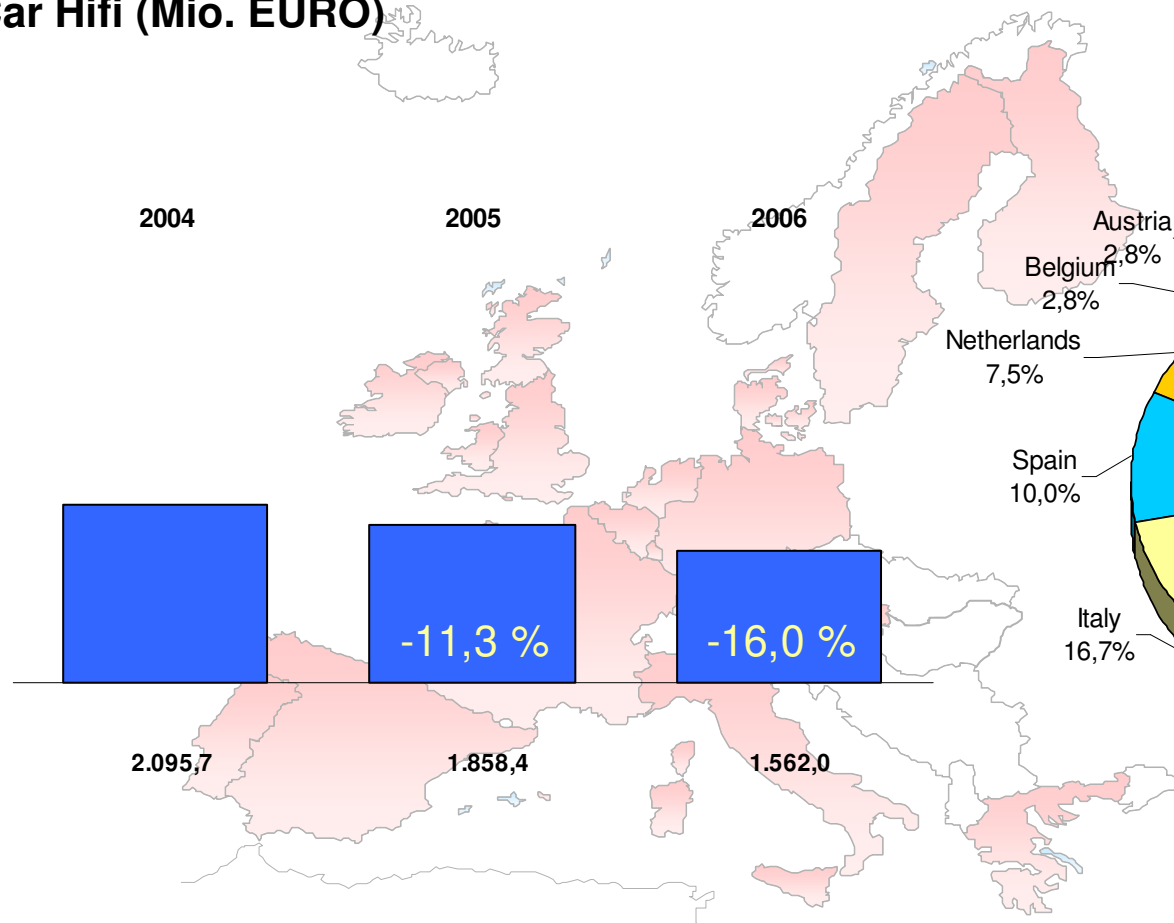 ar Hifi (Mio. EURO)
2004
2005
2006
Austria
2,8%
Belgium
2,8%
Netherlands
7,5%
Spain
10,0%
Italy
16,7%
-11,3 %
-16,0 %
2.095,7
1.858,4
1.562,0